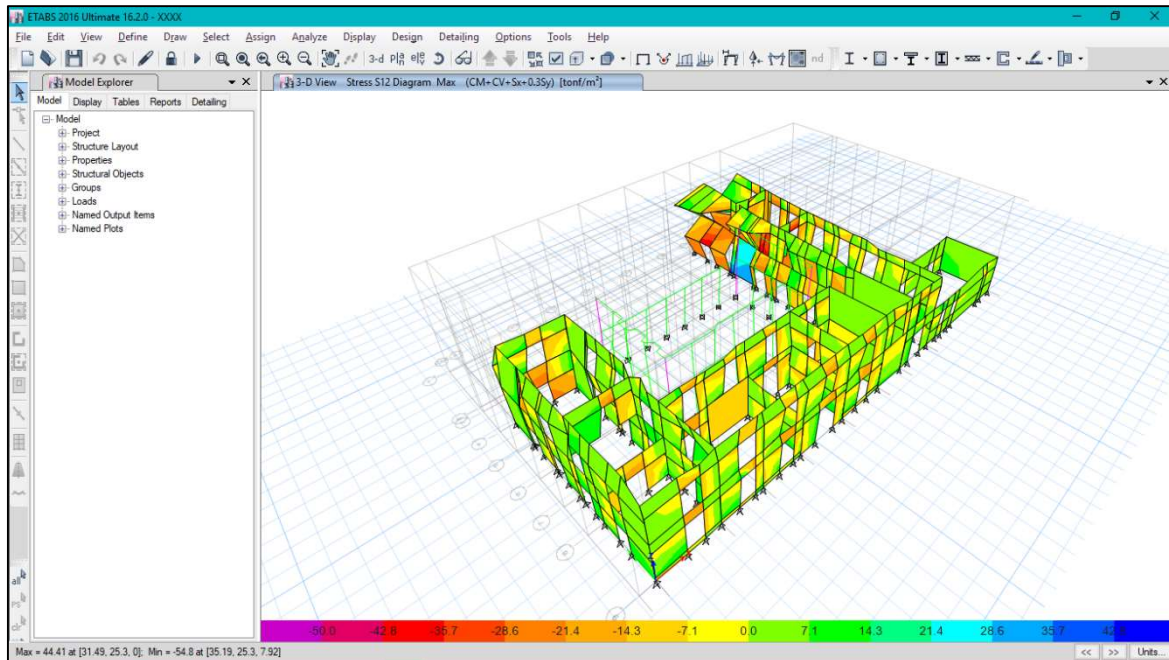 ETABS 2016 Ultimate 16.2.0 - XXXX
File Edit View Define Draw Select Assign Analyze Display Design Detailing Options Tools Help
3-d
nd
Model Explorer
3-D View Stress S12 Diagram Max (CM+CV+Sx+0.3Sy) [tonf/m²]
Model Display Tables Reports Detailing
Model
Project
Structure Layout
Properties
Structural Objects
Groups
Loads
Named Output Items
Named Plots
all
clr
-50.0 -42.8 -35.7 -28.6 -21.4 -14.3 -7.1 0.0 7.1 14.3 21.4 28.6 35.7
Max = 44.41 at [31.49, 25.3, 0]; Min = -54.8 at [35.19, 25.3, 7.92]
<< >> Units...